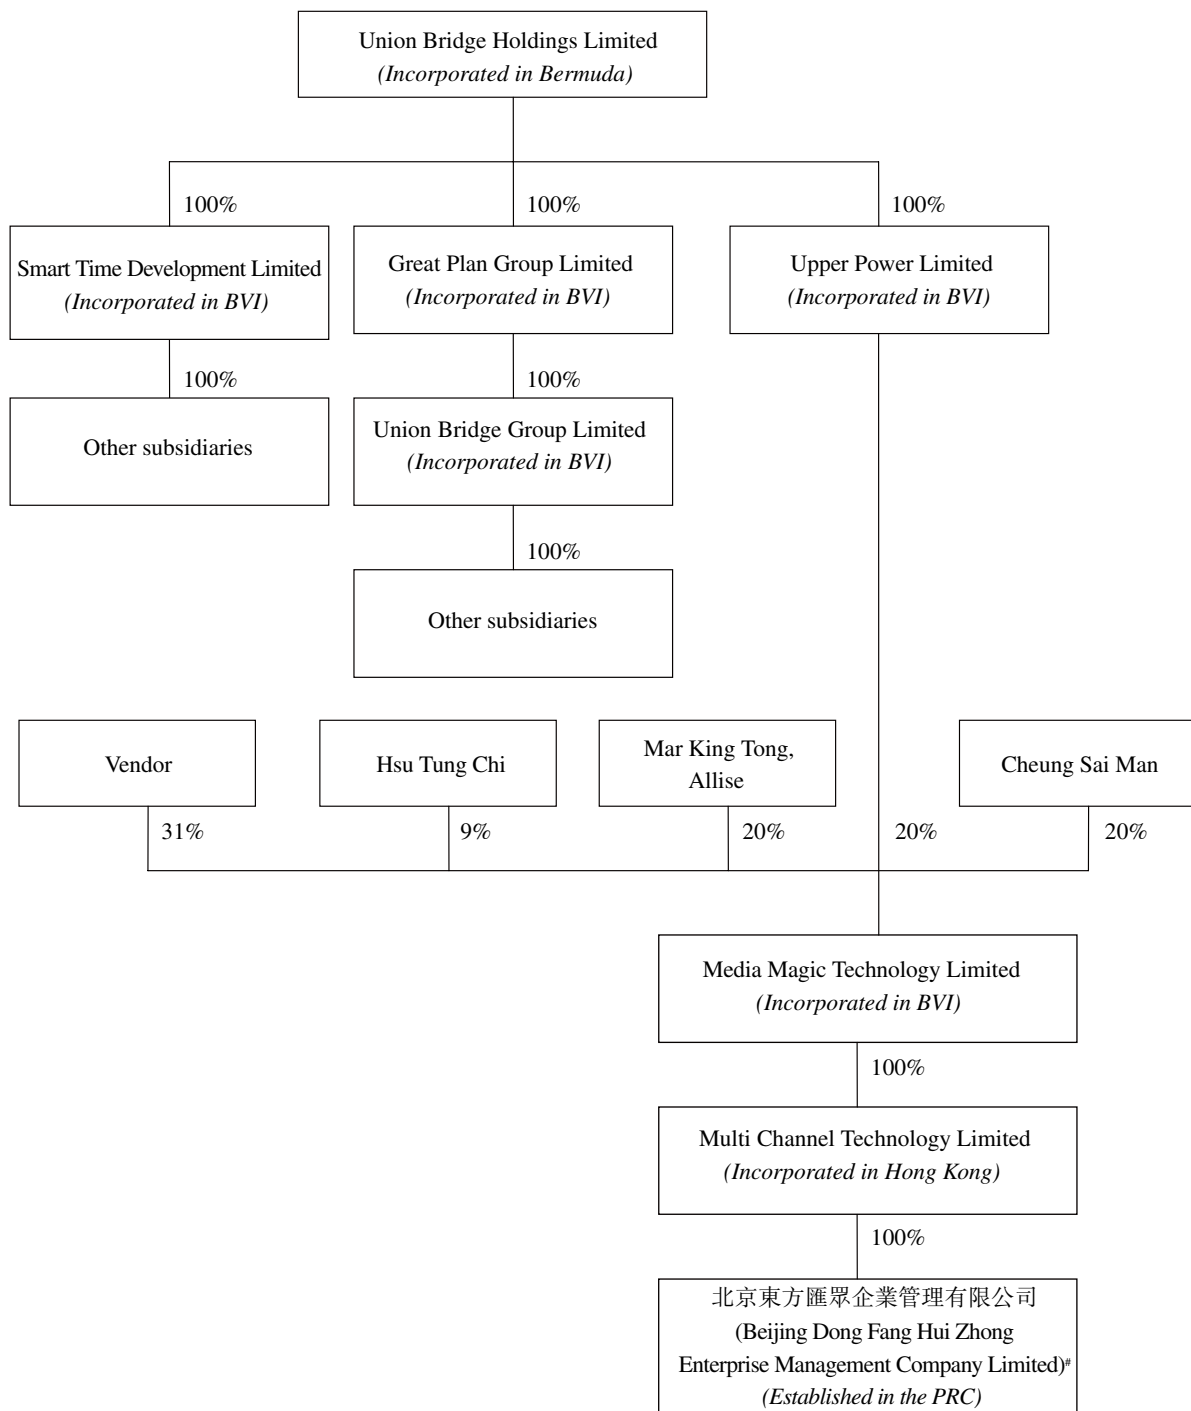 Union Bridge Holdings Limited
(Incorporated in Bermuda)
100%
100%
100%
Smart Time Development Limited
(Incorporated in BVI)
Great Plan Group Limited
(Incorporated in BVI)
Upper Power Limited
(Incorporated in BVI)
100%
100%
Other subsidiaries
Union Bridge Group Limited
(Incorporated in BVI)
100%
Other subsidiaries
Vendor
Hsu Tung Chi
Mar King Tong,
Allise
Cheung Sai Man
31%
9%
20%
20%
20%
Media Magic Technology Limited
(Incorporated in BVI)
100%
Multi Channel Technology Limited
(Incorporated in Hong Kong)
100%
北京東方匯眾企業管理有限公司
(Beijing Dong Fang Hui Zhong
Enterprise Management Company Limited)#
(Established in the PRC)